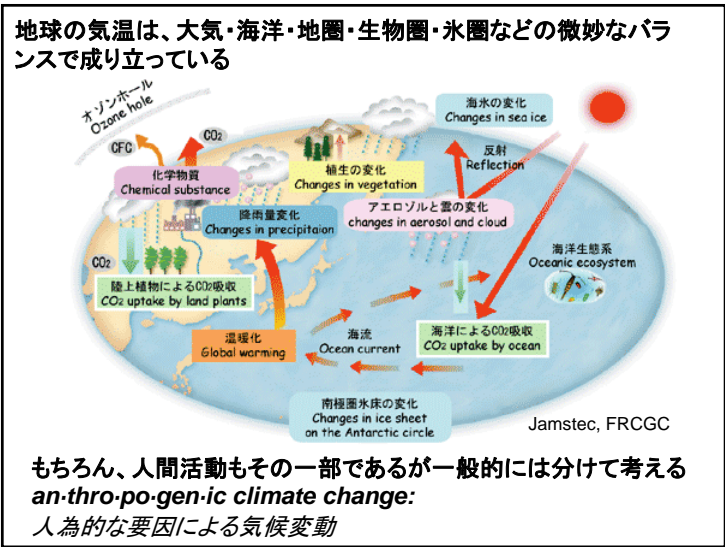 地球の気温は、大気・海洋・地圏・生物圏・氷圏などの微妙なバラ
ンスで成り立っている
オゾンホール
Ozone hole
CFC
CO2
化学物質
Chemical substance
植生の変化
Changes in vegetation
海氷の変化
Changes in sea ice
反射
Reflection
降雨量変化
Changes in precipitaion
アエロゾルと雲の変化
changes in aerosol and cloud
海洋生態系
Oceanic ecosystem
CO2
陸上植物によるCO2吸収
CO2 uptake by land plants
温暖化
Global warming
海流
Ocean current
海洋によるCO2吸収
CO2 uptake by ocean
南極圏氷床の変化
Changes in ice sheet
on the Antarctic circle
Jamstec, FRCGC
もちろん、人間活動もその一部であるが一般的には分けて考える
an·thro·po·gen·ic climate change:
人為的な要因による気候変動